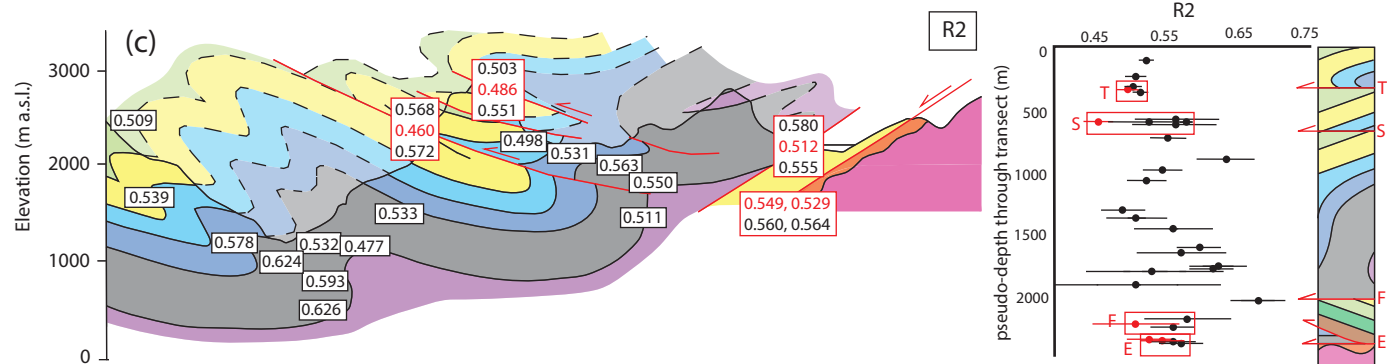 (c)
R2
Elevation (m a.s.l.)
3000
2000
1000
0
0.509
0.539
0.578
0.624
0.532
0.477
0.593
0.626
0.533
0.568
0.460
0.572
0.503
0.486
0.551
0.498
0.531
0.563
0.550
0.511
0.580
0.512
0.555
0.549, 0.529
0.560, 0.564
R2
0.45
0.55
0.65
0.75
pseudo-depth through transect (m)
0
500
1000
1500
2000
T
S
F
E
T
S
F
E